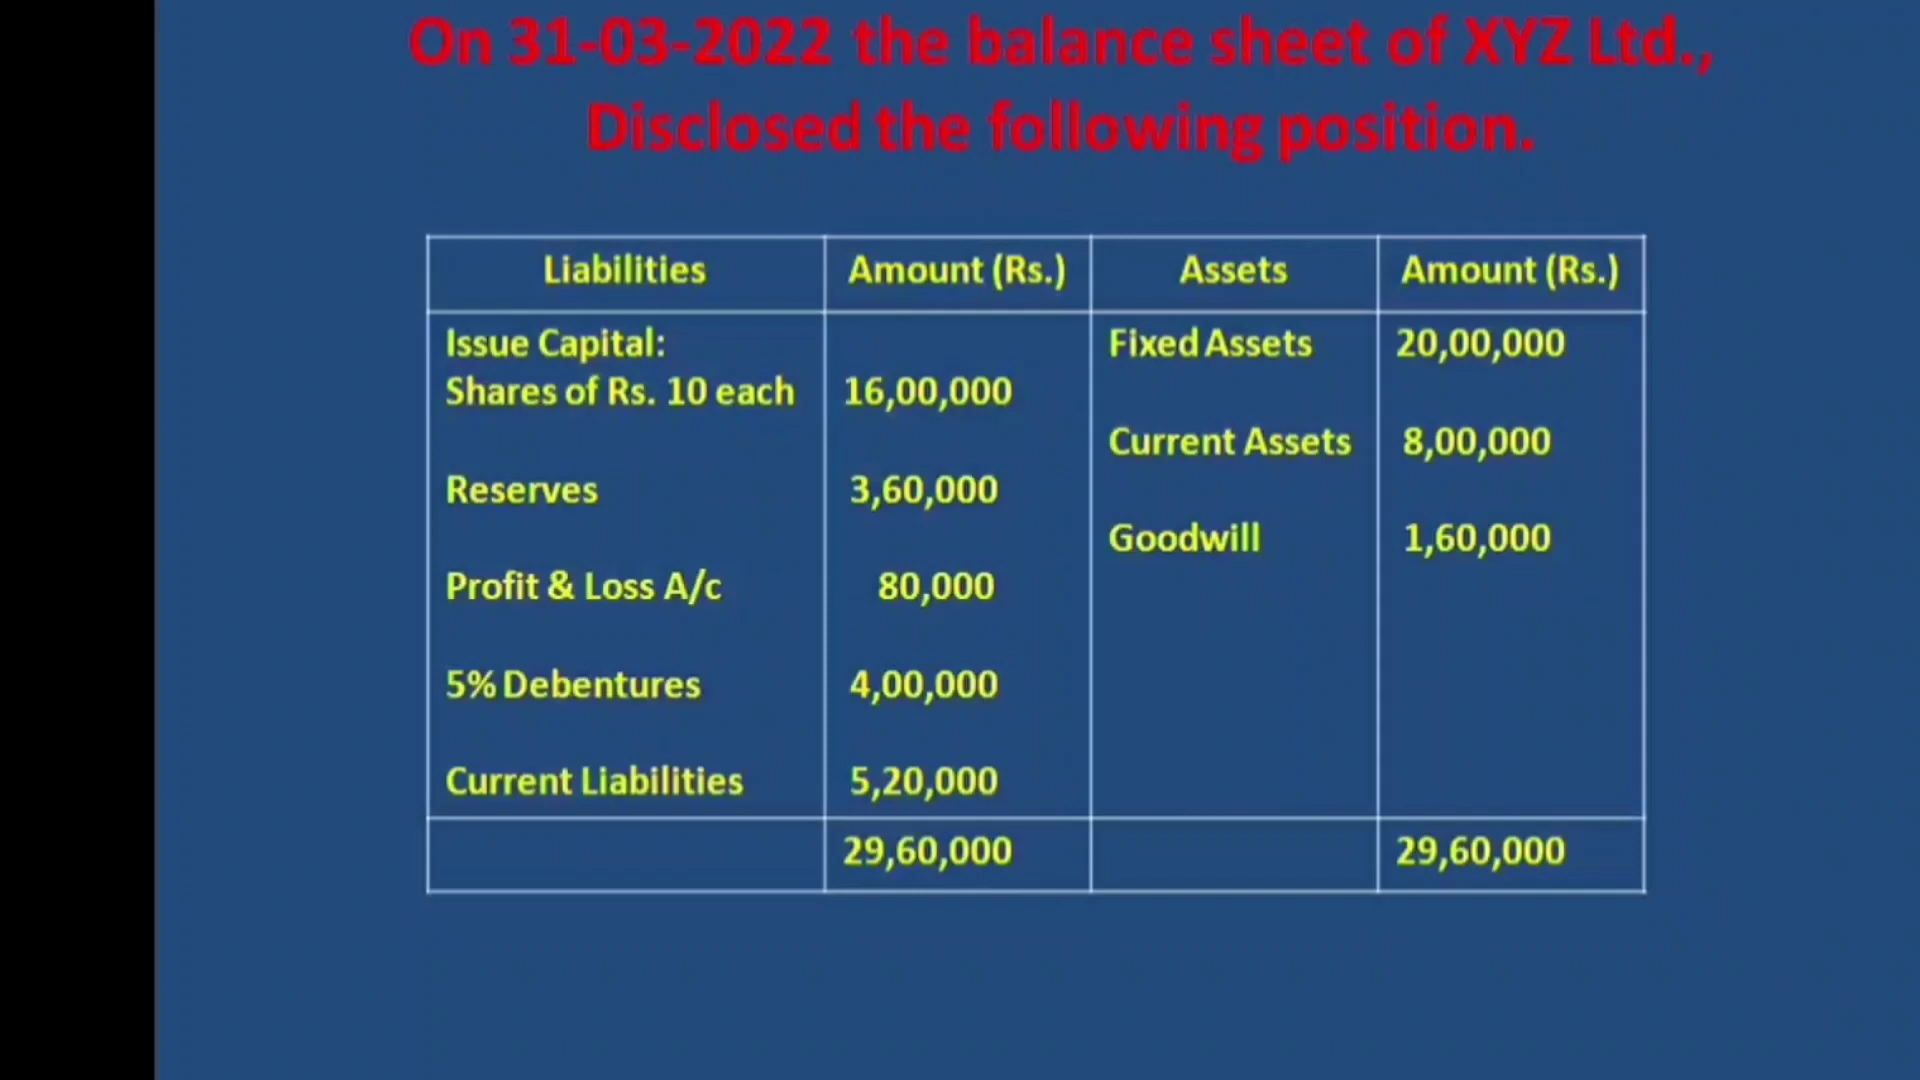 On 31-03-2022 the balance sheet of XYZ Ltd.,
Disclosed the following position.
Liabilities Amount (Rs.) Assets Amount (Rs.)
Issue Capital: Fixed Assets 20,00,000
Shares of Rs. 10 each 16,00,000
Current Assets 8,00,000
Reserves 3,60,000
Goodwill 1,60,000
Profit & Loss A/c 80,000
5% Debentures 4,00,000
Current Liabilities 5,20,000
29,60,000 29,60,000